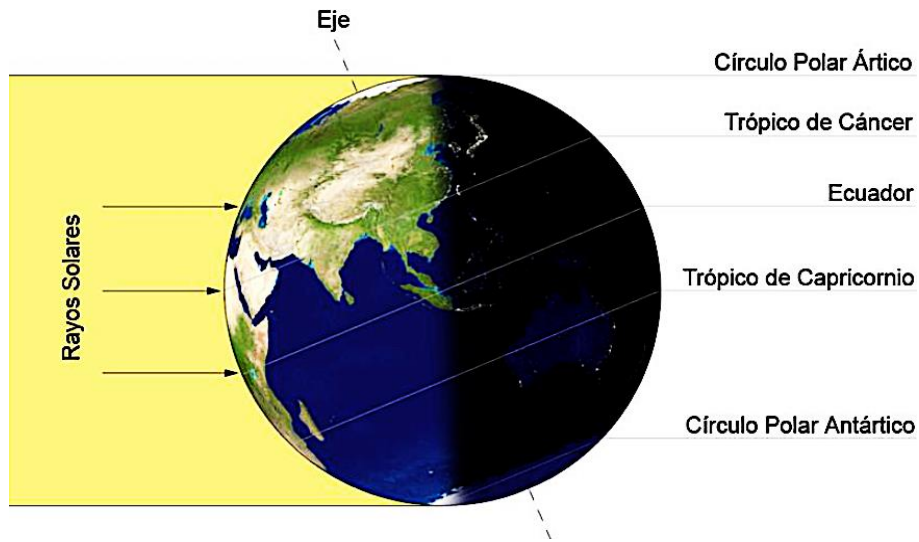 Eje
Círculo Polar Ártico
Trópico de Cáncer
Ecuador
Rayos Solares
Trópico de Capricornio
Círculo Polar Antártico